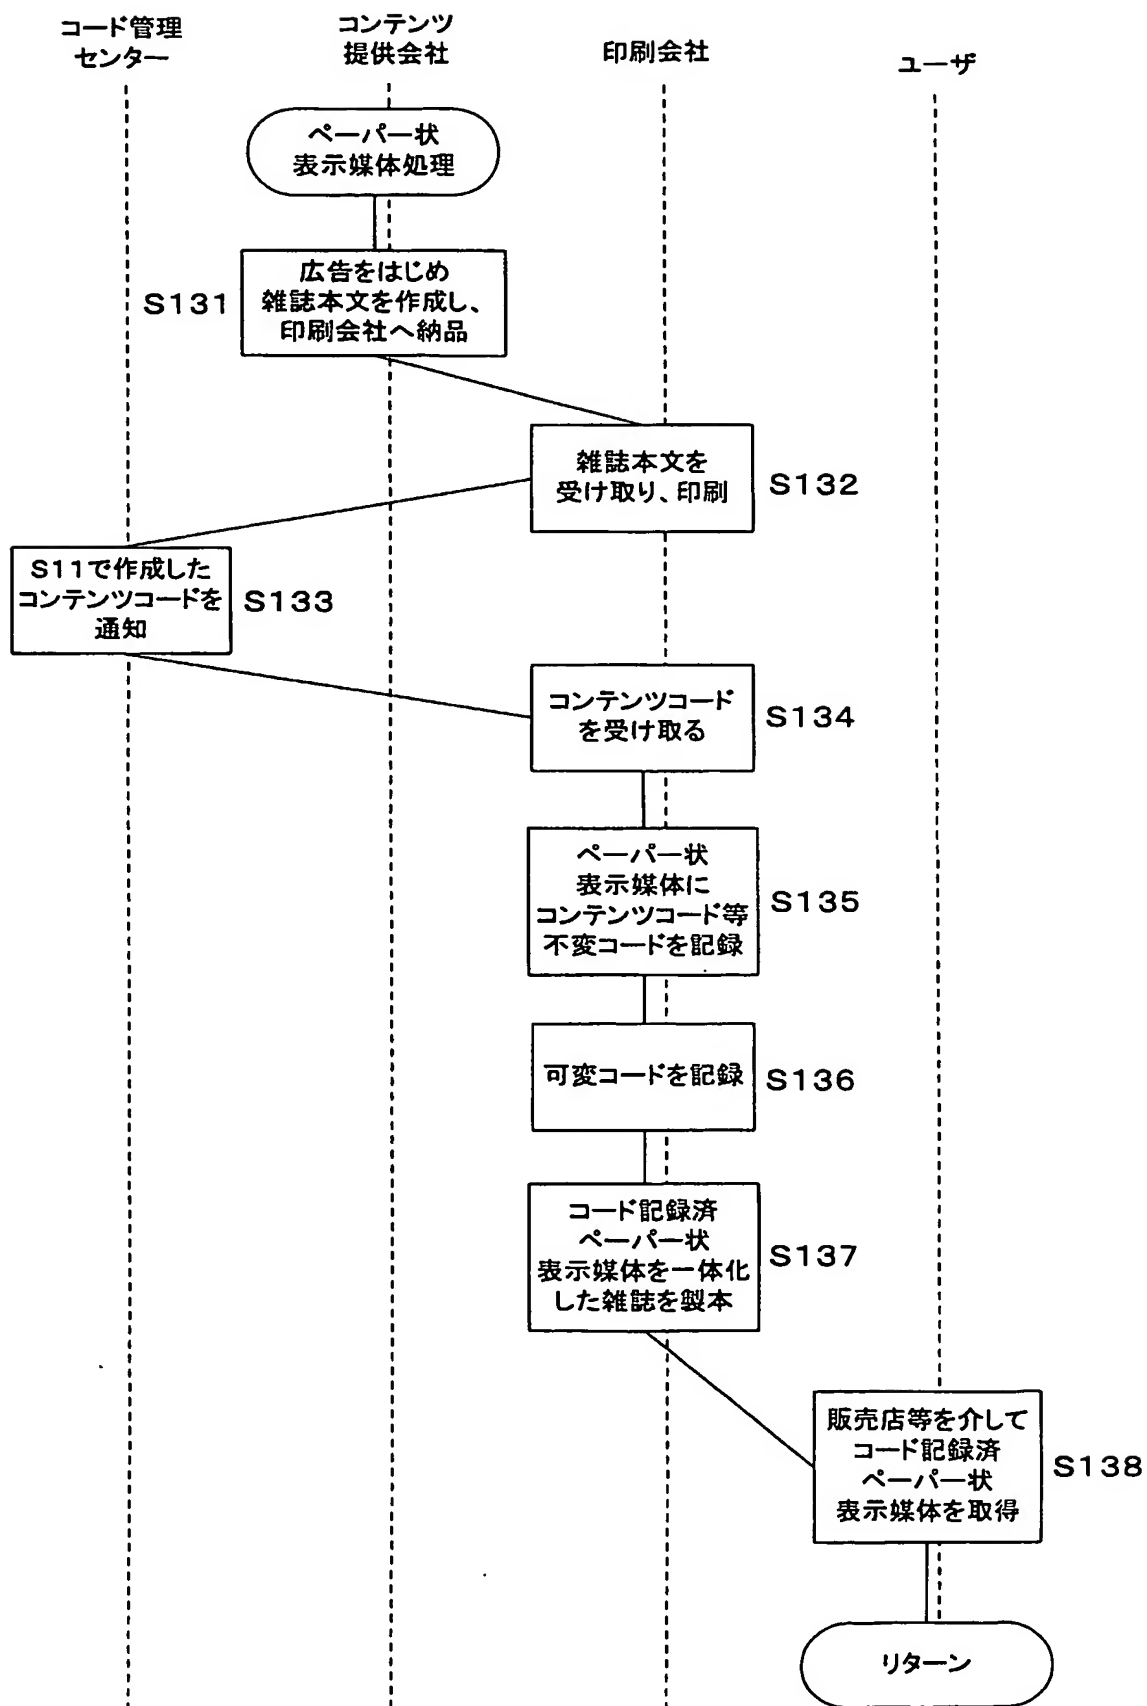 コード管理
センター
コンテンツ
提供会社
印刷会社
ユーザ
ペーパー状
表示媒体処理
S131
広告をはじめ
雑誌本文を作成し、
印刷会社へ納品
雑誌本文を
受け取り、印刷
S132
S11で作成した
コンテンツコードを
通知
S133
コンテンツコード
を受け取る
S134
ペーパー状
表示媒体に
コンテンツコード等
不変コードを記録
S135
可変コードを記録
S136
コード記録済
ペーパー状
表示媒体を一体化
した雑誌を製本
S137
販売店等を介して
コード記録済
ペーパー状
表示媒体を取得
S138
リターン